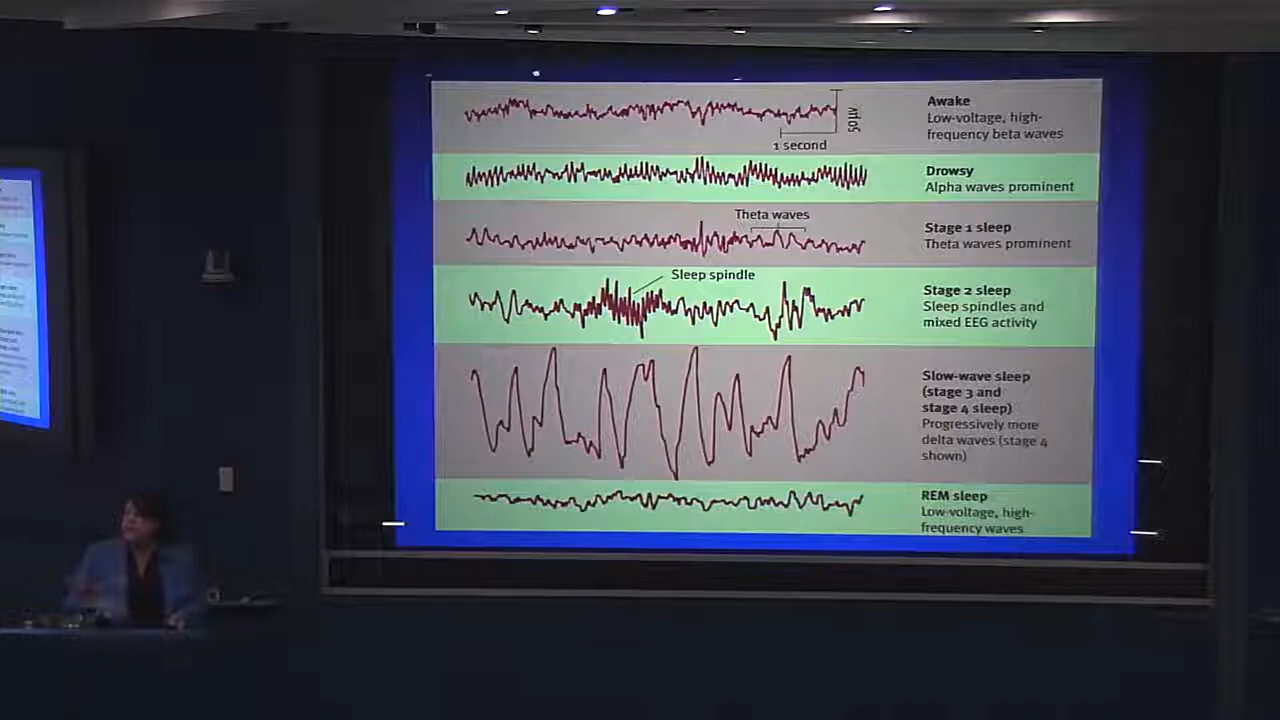 Awake
Low-voltage, high-
frequency beta waves
50 μv
1 second
Drowsy
Alpha waves prominent
Theta waves
Stage 1 sleep
Theta waves prominent
Sleep spindle
Stage 2 sleep
Sleep spindles and
mixed EEG activity
Slow-wave sleep
(stage 3 and
stage 4 sleep)
Progressively more
delta waves (stage 4
shown)
REM sleep
Low-voltage, high-
frequency waves